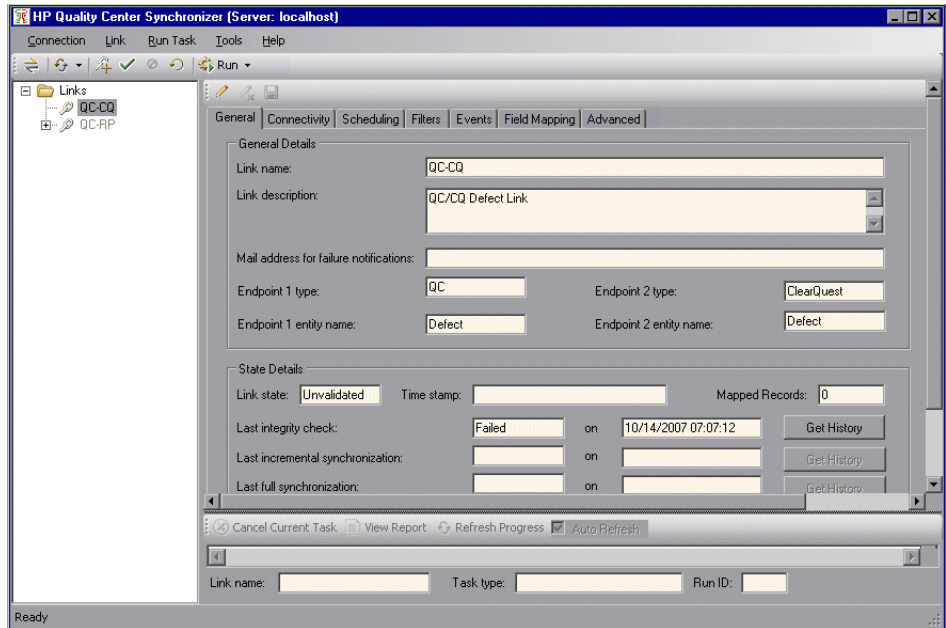 HP Quality Center Synchronizer (Server: localhost)
Connection Link Run Task Tools Help
Run
Links
QC-CQ
QC-RP
General Connectivity Scheduling Filters Events Field Mapping Advanced
General Details
Link name: QC-CQ
Link description: QC/CQ Defect Link
Mail address for failure notifications:
Endpoint 1 type: QC Endpoint 2 type: ClearQuest
Endpoint 1 entity name: Defect Endpoint 2 entity name: Defect
State Details
Link state: Unvalidated Time stamp: Mapped Records: 0
Last integrity check: Failed on 10/14/2007 07:07:12 Get History
Last incremental synchronization: on Get History
Last full synchronization: on Get History
Cancel Current Task View Report Refresh Progress Auto Refresh
Link name: Task type: Run ID:
Ready